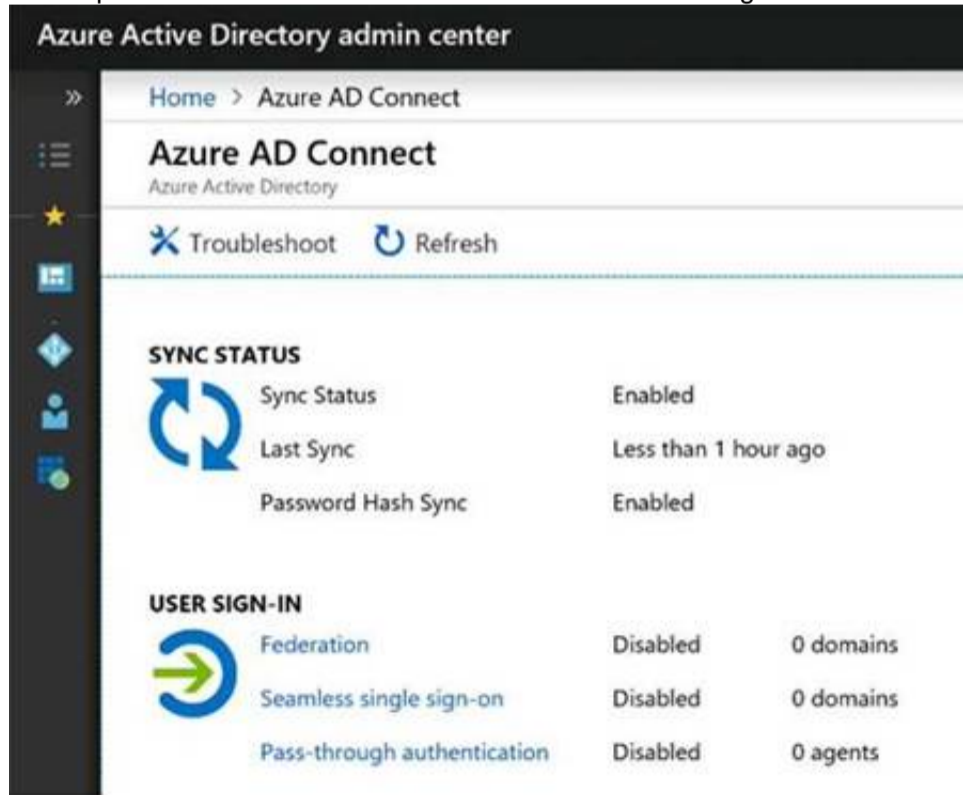 Azure Active Directory admin center
Home > Azure AD Connect
Azure AD Connect
Azure Active Directory
Troubleshoot Refresh
SYNC STATUS
Sync Status Enabled
Last Sync Less than 1 hour ago
Password Hash Sync Enabled
USER SIGN-IN
Federation Disabled 0 domains
Seamless single sign-on Disabled 0 domains
Pass-through authentication Disabled 0 agents